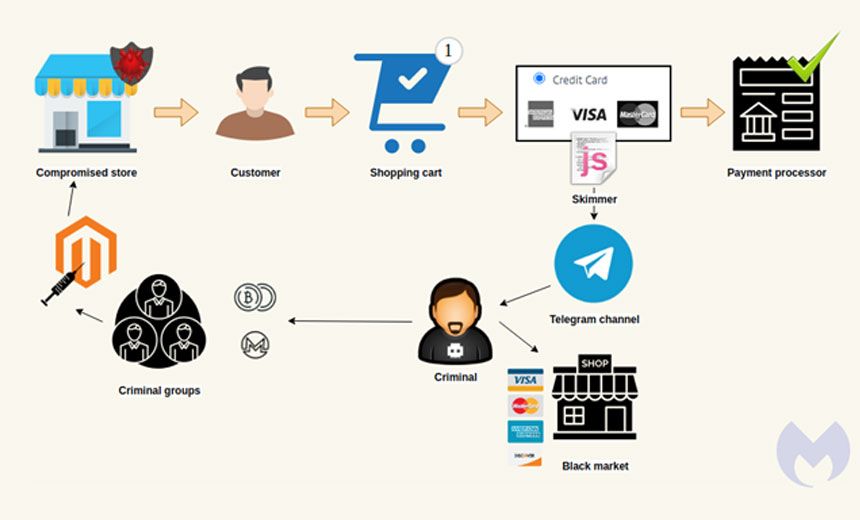 1
Credit Card
VISA
MasterCard
js
Compromised store
Customer
Shopping cart
Skimmer
Payment processor
Telegram channel
Criminal groups
Criminal
SHOP
VISA
MasterCard
DISCOVER
Black market